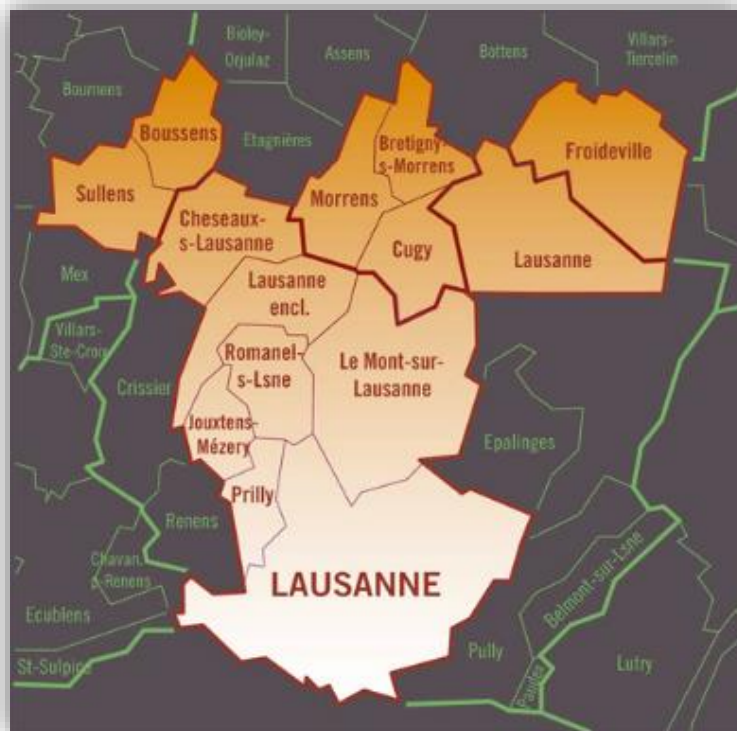 Bioley-
Orjulaz
Assens
Bottens
Villars-
Tiercelin
Boumens
Boussens
Etagnières
Bretigny-
s-Morrens
Froideville
Sullens
Cheseaux-
s-Lausanne
Morrens
Cugy
Lausanne
Mex
Lausanne
encl.
Villars-
Ste-Croix
Romanel-
s-Lsne
Le Mont-sur-
Lausanne
Crissier
Jouxtens-
Mézery
Epalinges
Prilly
Renens
Chavan.
p-Renens
LAUSANNE
Belmont-sur-Lsne
Ecublens
St-Sulpice
Pully
Paudex
Lutry